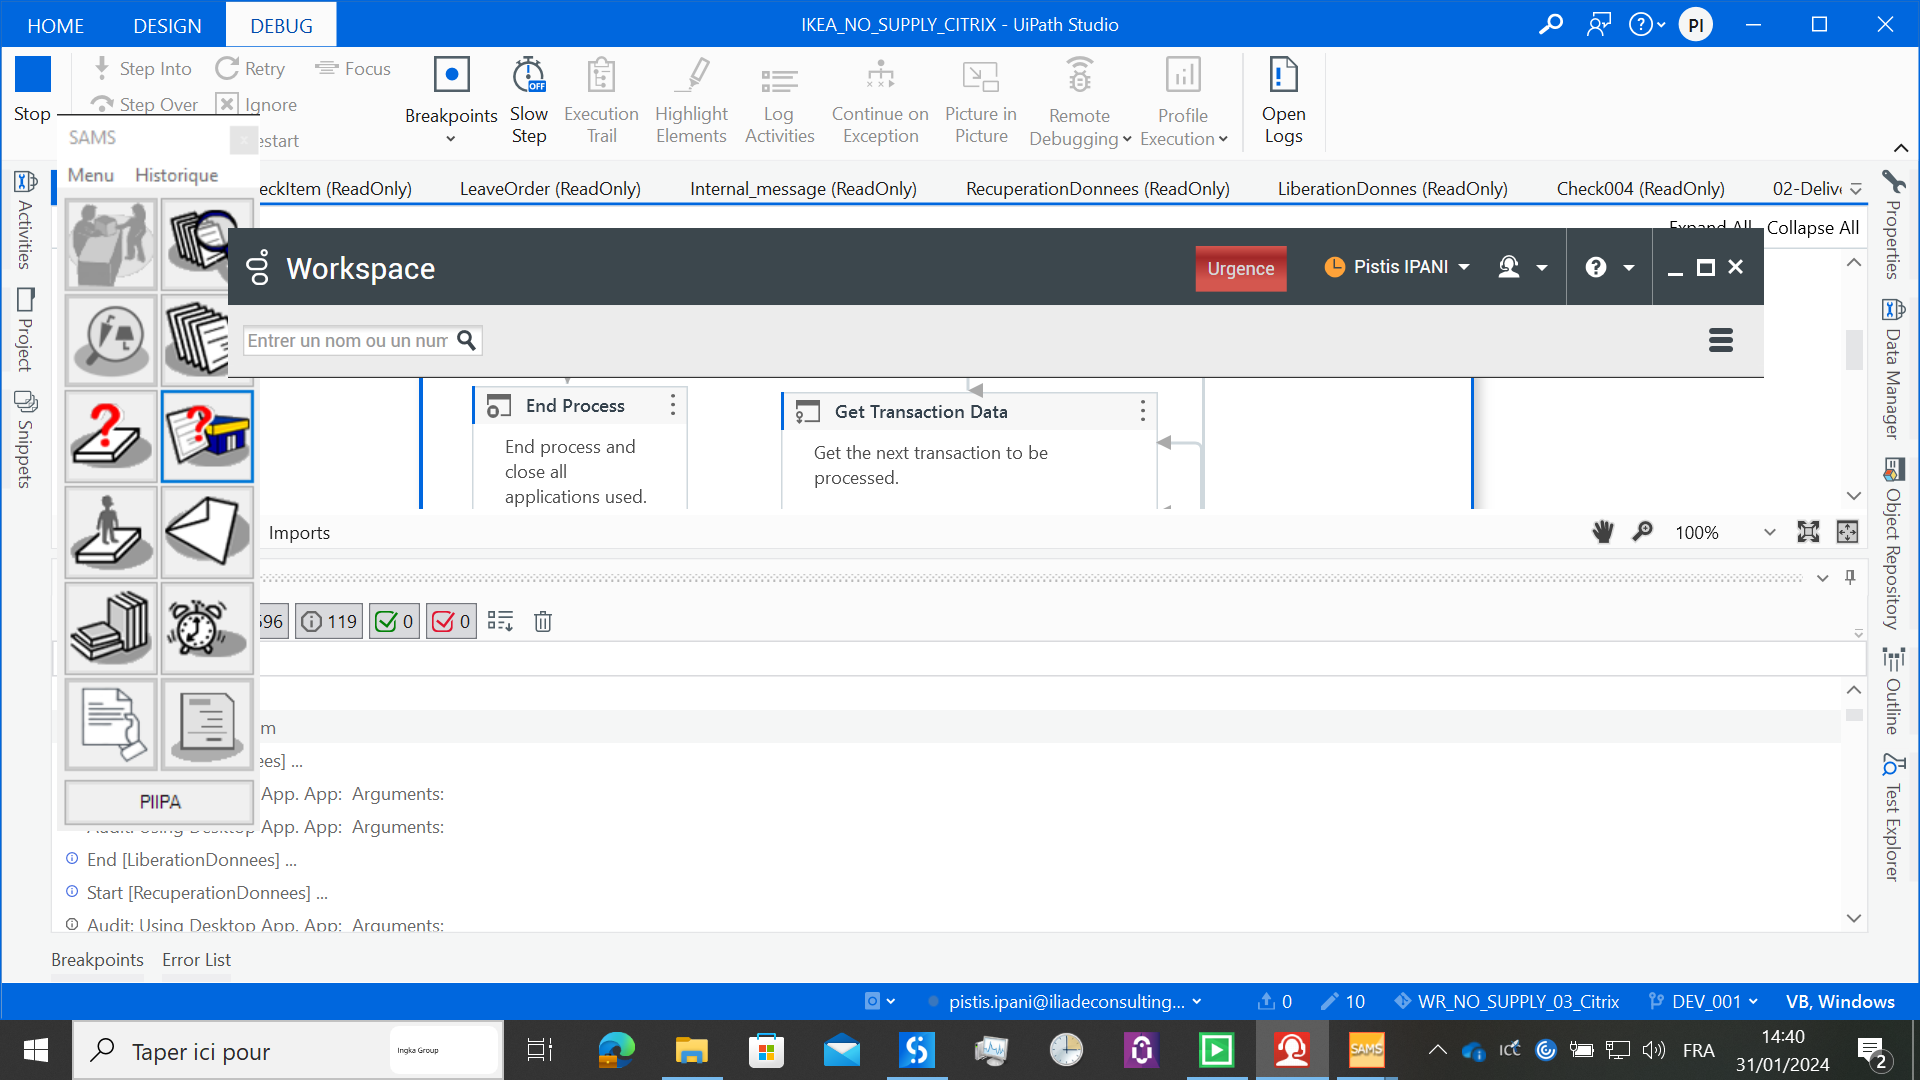 HOME DESIGN DEBUG IKEA_NO_SUPPLY_CITRIX - UiPath Studio PI
Stop
Step Into Retry Focus
Step Over Ignore
estart
Breakpoints
Slow Step
Execution Trail
Highlight Elements
Log Activities
Continue on Exception
Picture in Picture
Remote Debugging
Profile Execution
Open Logs
SAMS
Menu Historique
PIIPA
Activities
Project
Snippets
eckItem (ReadOnly) LeaveOrder (ReadOnly) Internal_message (ReadOnly) RecuperationDonnees (ReadOnly) LiberationDonnes (ReadOnly) Check004 (ReadOnly) 02-Delive
Expand All Collapse All
Workspace Urgence Pistis IPANI
Entrer un nom ou un num
End Process
End process and
close all
applications used.
Get Transaction Data
Get the next transaction to be
processed.
Imports 100%
596 119 0 0
m
ees] ...
App. App: Arguments:
Audit: Using Desktop App. App: Arguments:
End [LiberationDonnees] ...
Start [RecuperationDonnees] ...
Audit: Using Desktop App. App: Arguments:
Breakpoints Error List
Properties
Data Manager
Object Repository
Outline
Test Explorer
pistis.ipani@iliadeconsulting... 0 10 WR_NO_SUPPLY_03_Citrix DEV_001 VB, Windows
Taper ici pour Ingka Group SAMS FRA 14:40
31/01/2024 2